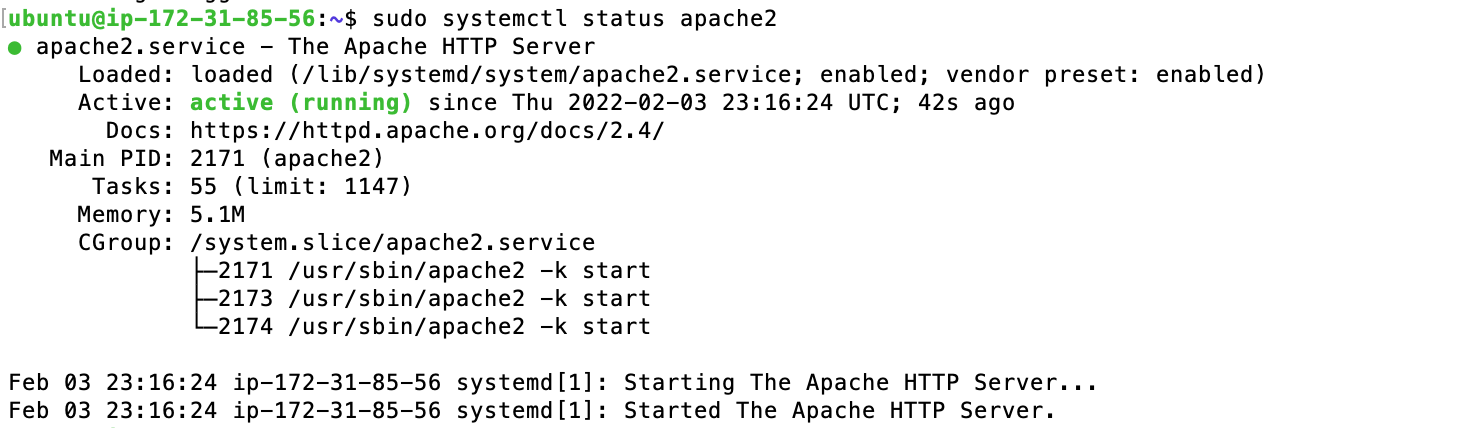 [ubuntu@ip-172-31-85-56:~$ sudo systemctl status apache2
● apache2.service - The Apache HTTP Server
Loaded: loaded (/lib/systemd/system/apache2.service; enabled; vendor preset: enabled)
Active: active (running) since Thu 2022-02-03 23:16:24 UTC; 42s ago
Docs: https://httpd.apache.org/docs/2.4/
Main PID: 2171 (apache2)
Tasks: 55 (limit: 1147)
Memory: 5.1M
CGroup: /system.slice/apache2.service
├─2171 /usr/sbin/apache2 -k start
├─2173 /usr/sbin/apache2 -k start
└─2174 /usr/sbin/apache2 -k start
Feb 03 23:16:24 ip-172-31-85-56 systemd[1]: Starting The Apache HTTP Server...
Feb 03 23:16:24 ip-172-31-85-56 systemd[1]: Started The Apache HTTP Server.